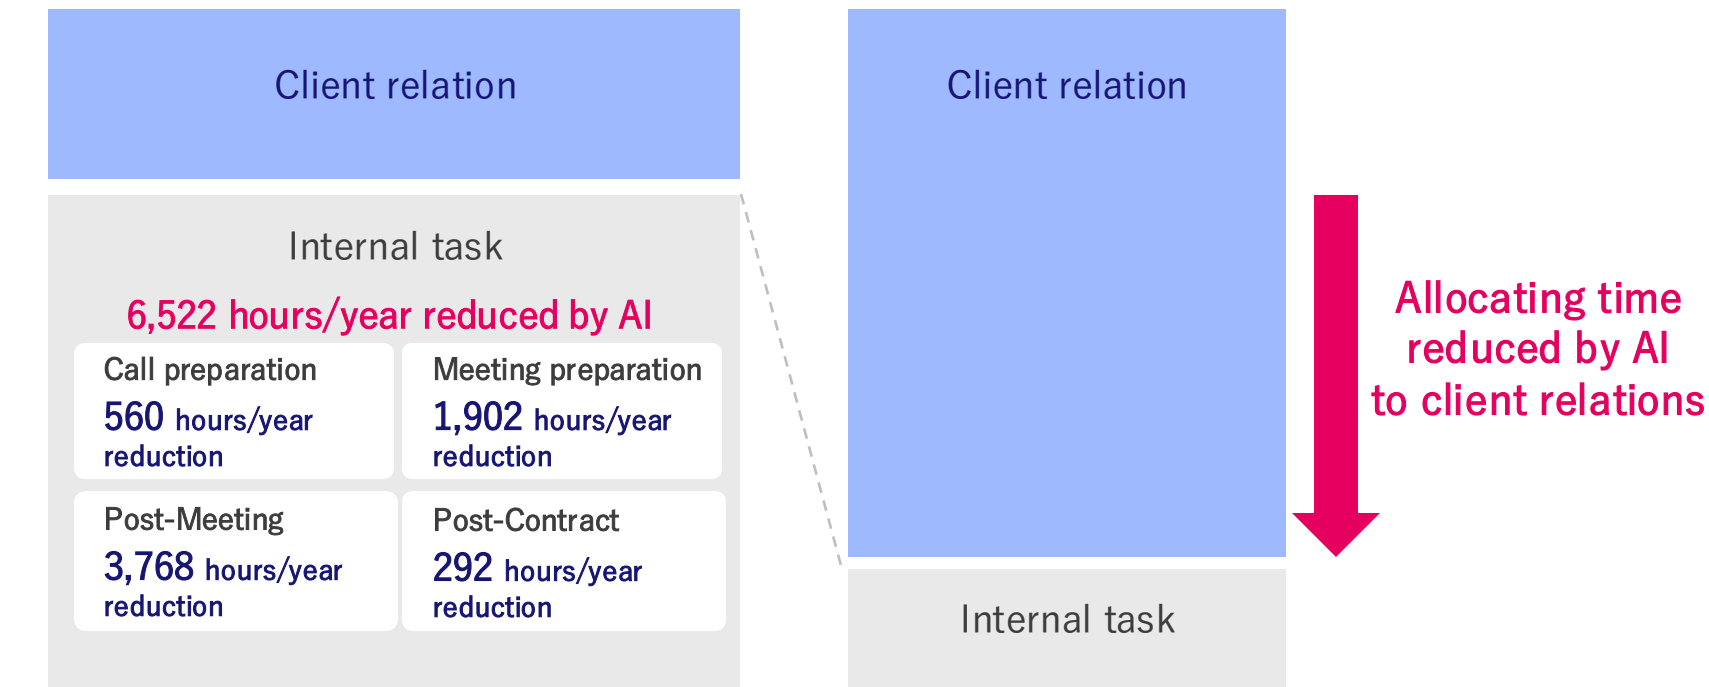 Client relation
Internal task
6,522 hours/year reduced by AI
Call preparation
560 hours/year
reduction
Meeting preparation
1,902 hours/year
reduction
Post-Meeting
3,768 hours/year
reduction
Post-Contract
292 hours/year
reduction
Client relation
Internal task
Allocating time
reduced by AI
to client relations